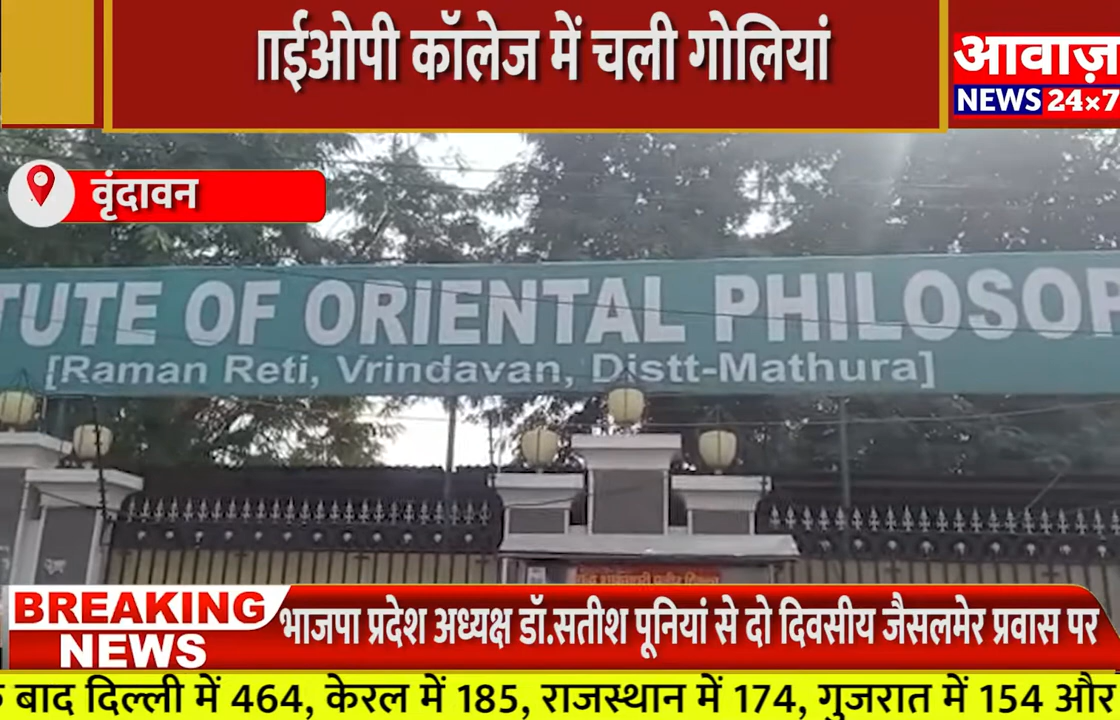 ाईओपी कॉलेज में चली गोलियां
आवाज़
NEWS 24×7
वृंदावन
TUTE OF ORIENTAL PHILOSOP
[Raman Reti, Vrindavan, Distt-Mathura]
BREAKING
NEWS
भाजपा प्रदेश अध्यक्ष डॉ.सतीश पूनियां से दो दिवसीय जैसलमेर प्रवास पर
बाद दिल्ली में 464, केरल में 185, राजस्थान में 174, गुजरात में 154 और